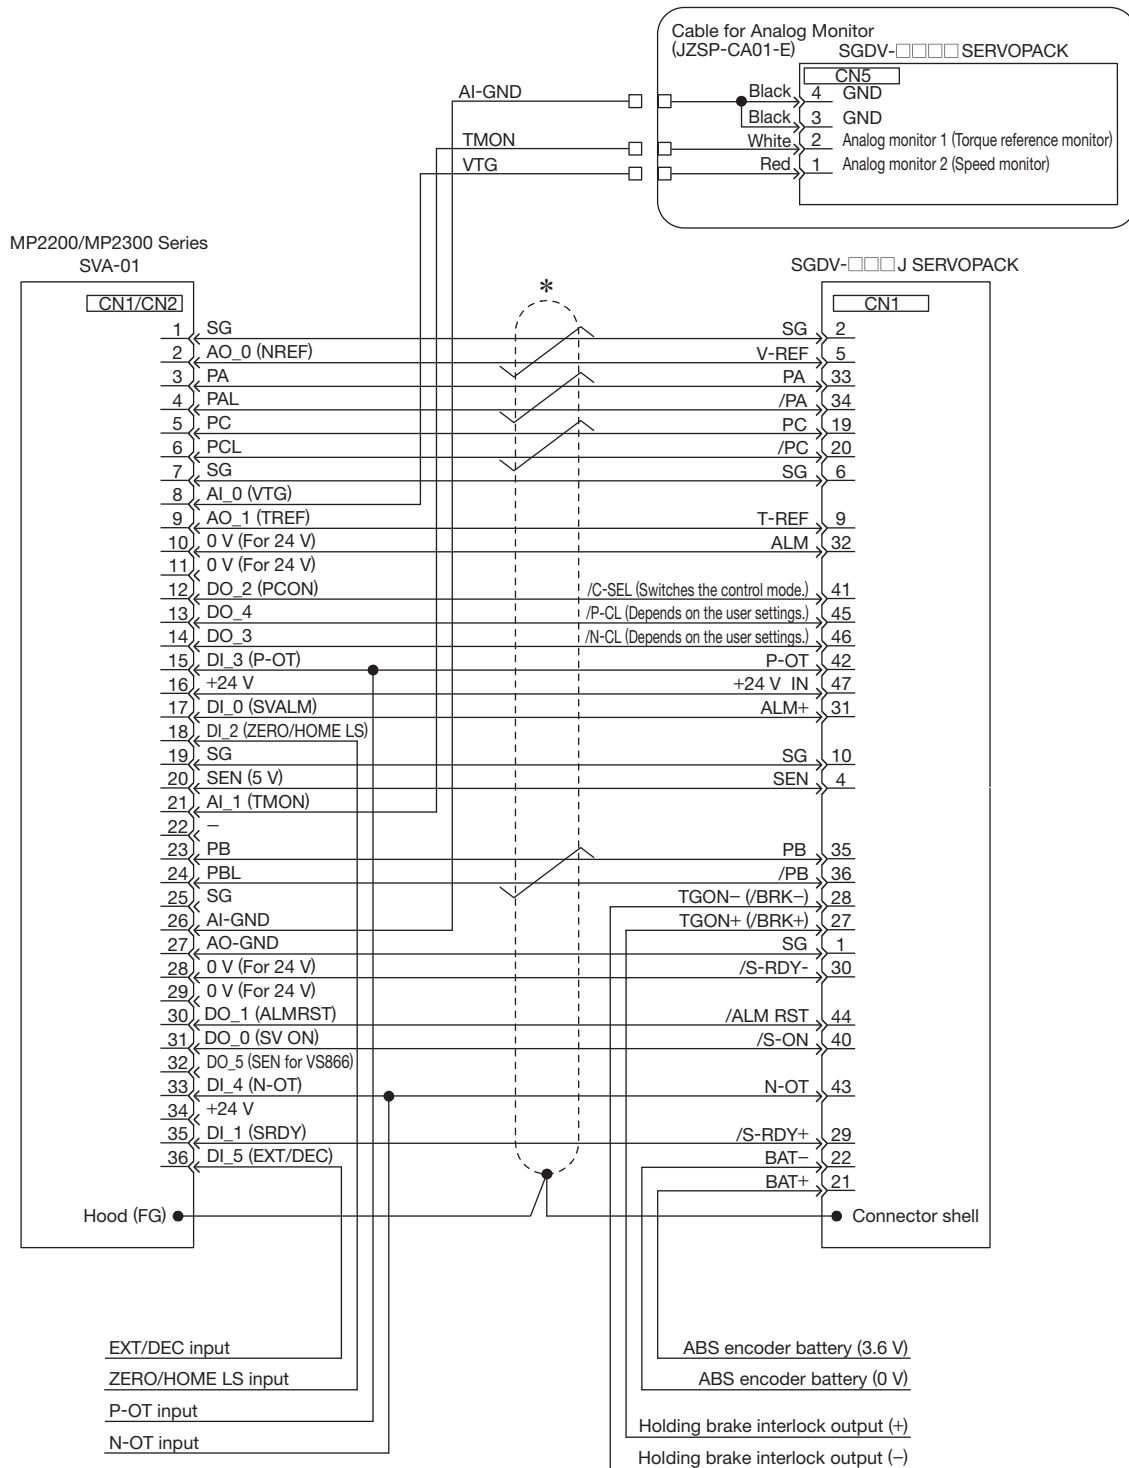 Cable for Analog Monitor
(JZSP-CA01-E)
SGDV-□□□□ SERVOPACK
CN5
AI-GND
Black 4 GND
Black 3 GND
TMON
White 2 Analog monitor 1 (Torque reference monitor)
VTG
Red 1 Analog monitor 2 (Speed monitor)
MP2200/MP2300 Series
SVA-01
SGDV-□□□J SERVOPACK
*
CN1/CN2
CN1
1 SG SG 2
2 AO_0 (NREF) V-REF 5
3 PA PA 33
4 PAL /PA 34
5 PC PC 19
6 PCL /PC 20
7 SG SG 6
8 AI_0 (VTG)
9 AO_1 (TREF) T-REF 9
10 0 V (For 24 V) ALM 32
11 0 V (For 24 V)
12 DO_2 (PCON) /C-SEL (Switches the control mode.) 41
13 DO_4 /P-CL (Depends on the user settings.) 45
14 DO_3 /N-CL (Depends on the user settings.) 46
15 DI_3 (P-OT) P-OT 42
16 +24 V +24 V IN 47
17 DI_0 (SVALM) ALM+ 31
18 DI_2 (ZERO/HOME LS)
19 SG SG 10
20 SEN (5 V) SEN 4
21 AI_1 (TMON)
22 −
23 PB PB 35
24 PBL /PB 36
25 SG TGON− (/BRK−) 28
26 AI-GND TGON+ (/BRK+) 27
27 AO-GND SG 1
28 0 V (For 24 V) /S-RDY- 30
29 0 V (For 24 V)
30 DO_1 (ALMRST) /ALM RST 44
31 DO_0 (SV ON) /S-ON 40
32 DO_5 (SEN for VS866)
33 DI_4 (N-OT) N-OT 43
34 +24 V
35 DI_1 (SRDY) /S-RDY+ 29
36 DI_5 (EXT/DEC) BAT− 22
BAT+ 21
Hood (FG) Connector shell
EXT/DEC input
ABS encoder battery (3.6 V)
ZERO/HOME LS input
ABS encoder battery (0 V)
P-OT input
Holding brake interlock output (+)
N-OT input
Holding brake interlock output (−)